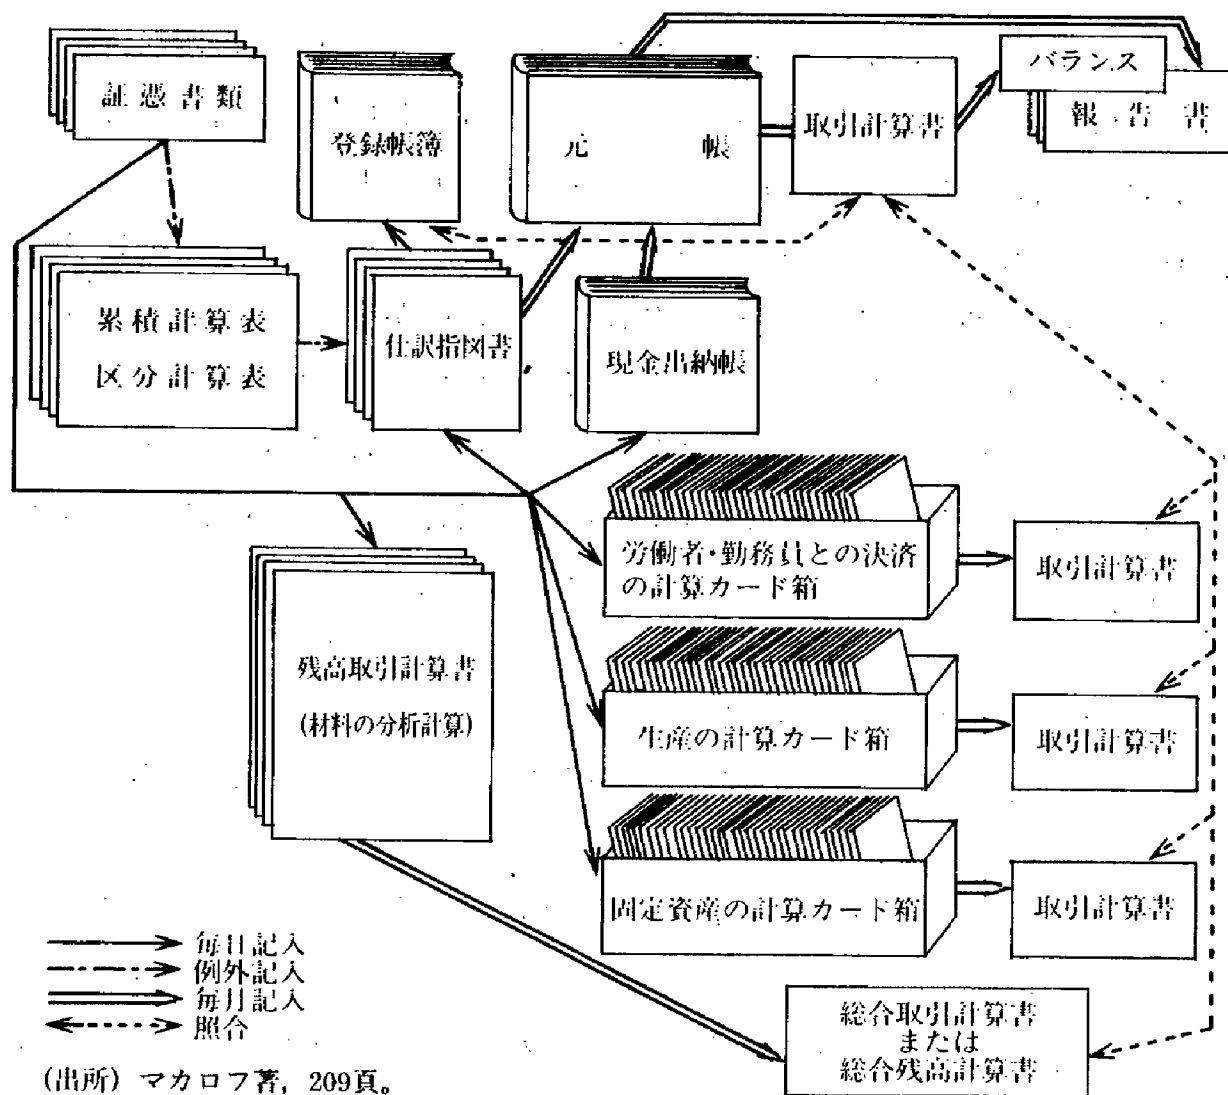 証憑書類
登録帳簿
元帳
取引計算書
バランス
報告書
累積計算表
区分計算表
仕訳指図書
現金出納帳
労働者・勤務員との決済
の計算カード箱
取引計算書
残高取引計算書
(材料の分析計算)
生産の計算カード箱
取引計算書
固定資産の計算カード箱
取引計算書
毎日記入
例外記入
毎月記入
照合
総合取引計算書
または
総合残高計算書
(出所) マカロフ著, 209頁。